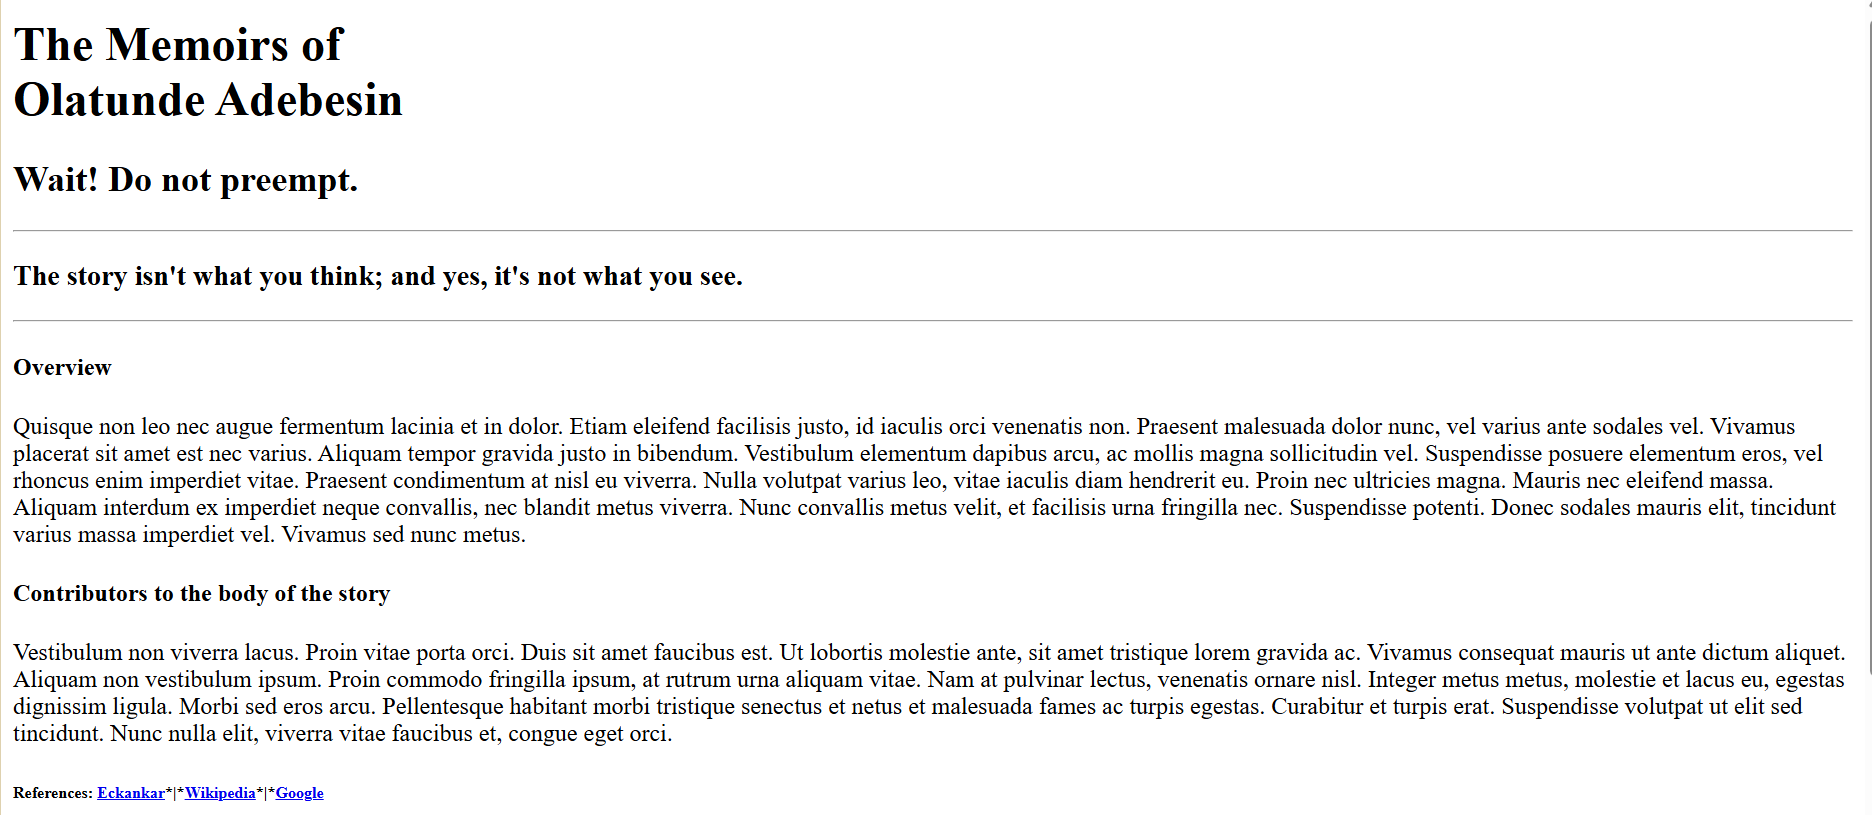 The Memoirs of
Olatunde Adebesin
Wait! Do not preempt.
The story isn't what you think; and yes, it's not what you see.
Overview
Quisque non leo nec augue fermentum lacinia et in dolor. Etiam eleifend facilisis justo, id iaculis orci venenatis non. Praesent malesuada dolor nunc, vel varius ante sodales vel. Vivamus
placerat sit amet est nec varius. Aliquam tempor gravida justo in bibendum. Vestibulum elementum dapibus arcu, ac mollis magna sollicitudin vel. Suspendisse posuere elementum eros, vel
rhoncus enim imperdiet vitae. Praesent condimentum at nisl eu viverra. Nulla volutpat varius leo, vitae iaculis diam hendrerit eu. Proin nec ultricies magna. Mauris nec eleifend massa.
Aliquam interdum ex imperdiet neque convallis, nec blandit metus viverra. Nunc convallis metus velit, et facilisis urna fringilla nec. Suspendisse potenti. Donec sodales mauris elit, tincidunt
varius massa imperdiet vel. Vivamus sed nunc metus.
Contributors to the body of the story
Vestibulum non viverra lacus. Proin vitae porta orci. Duis sit amet faucibus est. Ut lobortis molestie ante, sit amet tristique lorem gravida ac. Vivamus consequat mauris ut ante dictum aliquet.
Aliquam non vestibulum ipsum. Proin commodo fringilla ipsum, at rutrum urna aliquam vitae. Nam at pulvinar lectus, venenatis ornare nisl. Integer metus metus, molestie et lacus eu, egestas
dignissim ligula. Morbi sed eros arcu. Pellentesque habitant morbi tristique senectus et netus et malesuada fames ac turpis egestas. Curabitur et turpis erat. Suspendisse volutpat ut elit sed
tincidunt. Nunc nulla elit, viverra vitae faucibus et, congue eget orci.
References: Eckankar*|*Wikipedia*|*Google